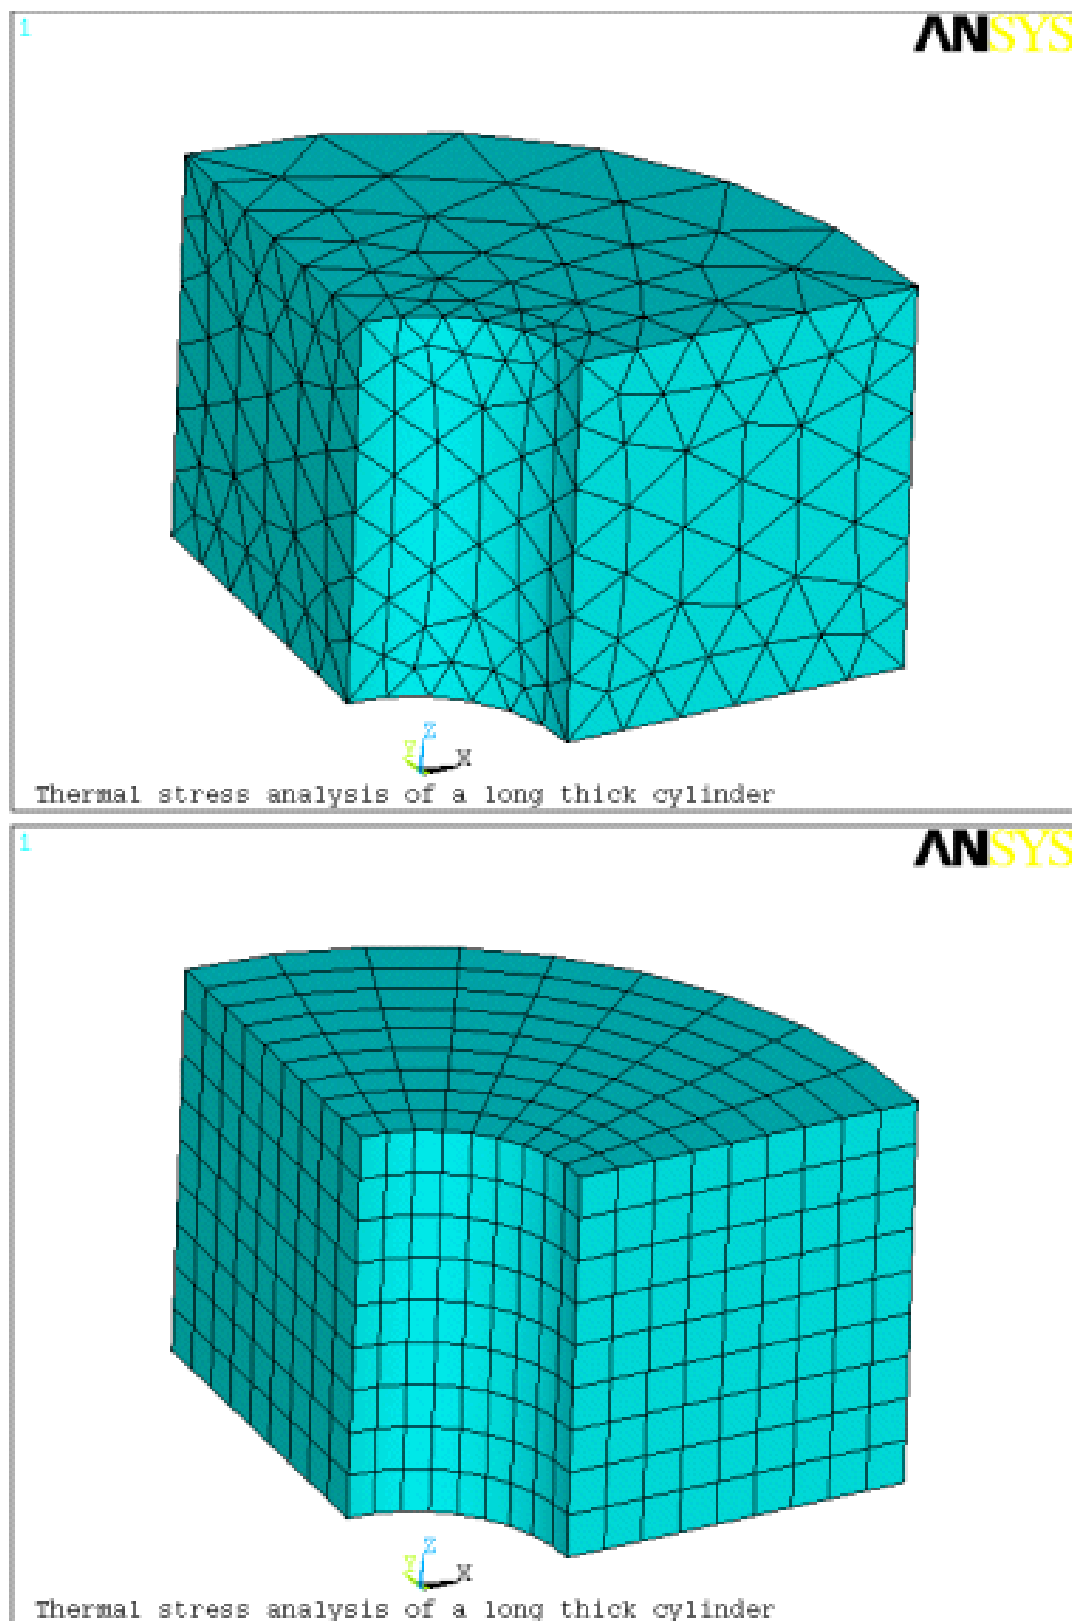 1
ANSYS
Z
Y
X
Thermal stress analysis of a long thick cylinder
1
ANSYS
Z
Y
X
Thermal stress analysis of a long thick cylinder